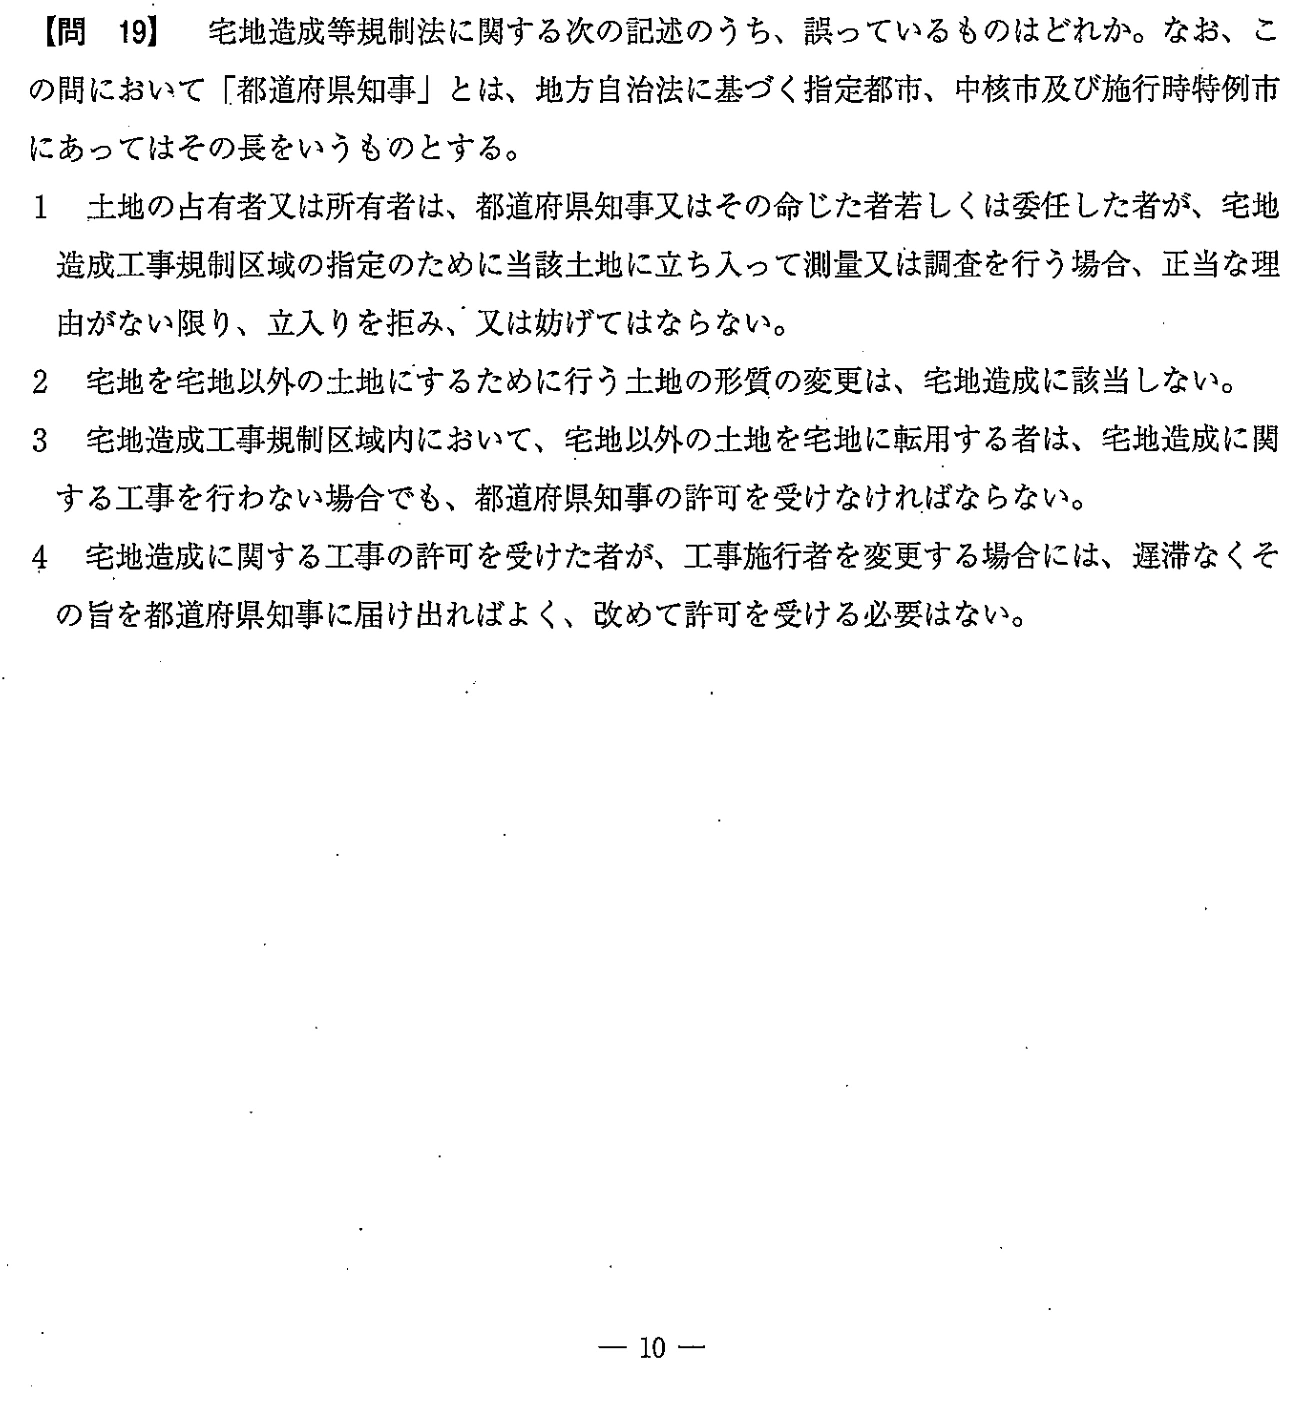 【問　19】　宅地造成等規制法に関する次の記述のうち、誤っているものはどれか。なお、こ
の問において「都道府県知事」とは、地方自治法に基づく指定都市、中核市及び施行時特例市
にあってはその長をいうものとする。
1　土地の占有者又は所有者は、都道府県知事又はその命じた者若しくは委任した者が、宅地
造成工事規制区域の指定のために当該土地に立ち入って測量又は調査を行う場合、正当な理
由がない限り、立入りを拒み、又は妨げてはならない。
2　宅地を宅地以外の土地にするために行う土地の形質の変更は、宅地造成に該当しない。
3　宅地造成工事規制区域内において、宅地以外の土地を宅地に転用する者は、宅地造成に関
する工事を行わない場合でも、都道府県知事の許可を受けなければならない。
4　宅地造成に関する工事の許可を受けた者が、工事施行者を変更する場合には、遅滞なくそ
の旨を都道府県知事に届け出ればよく、改めて許可を受ける必要はない。
— 10 —